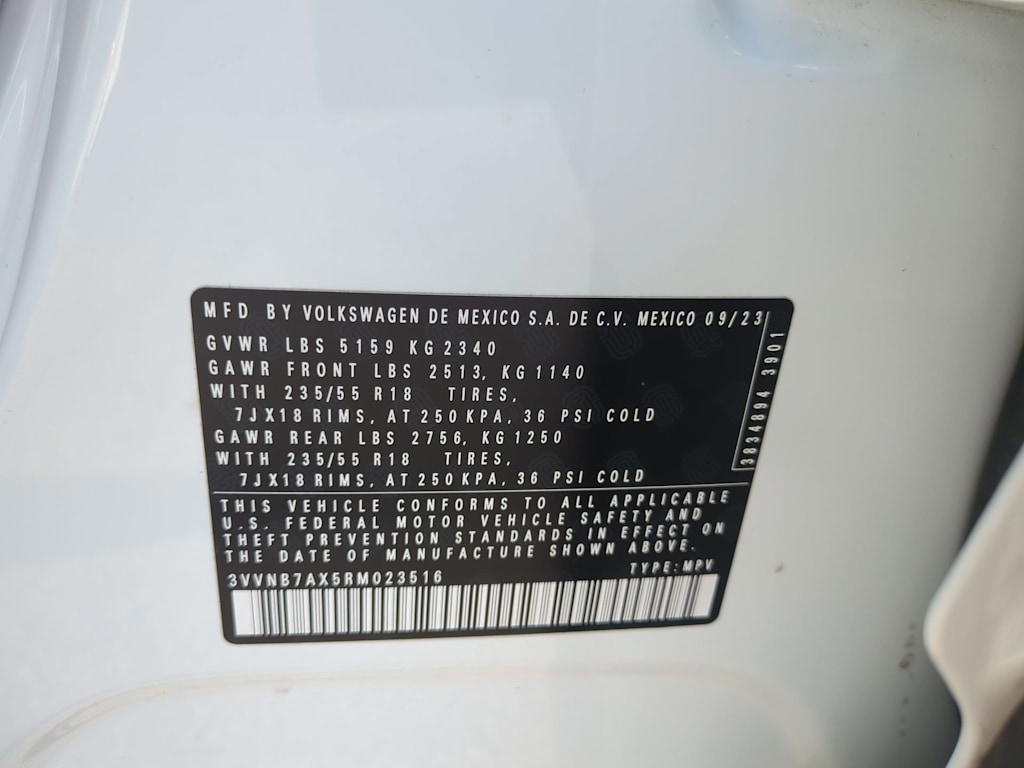 MFD BY VOLKSWAGEN DE MEXICO S.A. DE C.V. MEXICO 09/23
GVWR LBS 5159 KG 2340
GAWR FRONT LBS 2513, KG 1140
WITH 235/55 R18 TIRES,
7JX18 RIMS, AT 250 KPA, 36 PSI COLD
GAWR REAR LBS 2756, KG 1250
WITH 235/55 R18 TIRES,
7JX18 RIMS, AT 250 KPA, 36 PSI COLD
3834894 3901
THIS VEHICLE CONFORMS TO ALL APPLICABLE
U.S. FEDERAL MOTOR VEHICLE SAFETY AND
THEFT PREVENTION STANDARDS IN EFFECT ON
THE DATE OF MANUFACTURE SHOWN ABOVE.
TYPE: MPV
3VVNB7AX5RM023516